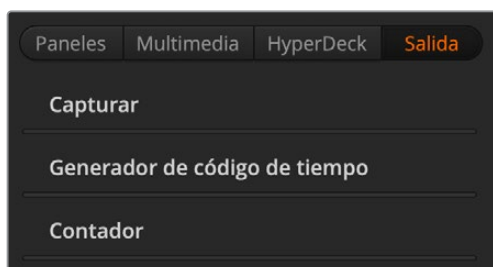 Paneles Multimedia HyperDeck Salida
Capturar
Generador de código de tiempo
Contador